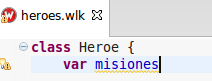 heroes.wlk
class Heroe {
var misiones